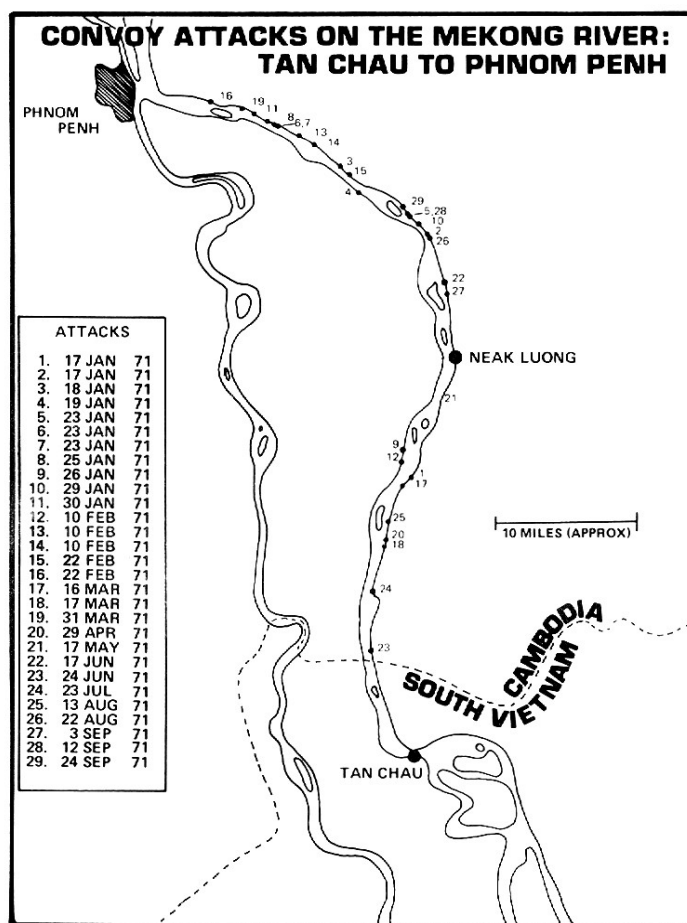 CONVOY ATTACKS ON THE MEKONG RIVER:
TAN CHAU TO PHNOM PENH
PHNOM
PENH
16
19
11
8
6,7
13
14
3
15
4
29
5,28
10
2
26
22
27
NEAK LUONG
21
9
12
1
17
25
20
18
24
23
10 MILES (APPROX)
CAMBODIA
SOUTH VIETNAM
TAN CHAU
ATTACKS
1. 17 JAN 71
2. 17 JAN 71
3. 18 JAN 71
4. 19 JAN 71
5. 23 JAN 71
6. 23 JAN 71
7. 23 JAN 71
8. 25 JAN 71
9. 26 JAN 71
10. 29 JAN 71
11. 30 JAN 71
12. 10 FEB 71
13. 10 FEB 71
14. 10 FEB 71
15. 22 FEB 71
16. 22 FEB 71
17. 16 MAR 71
18. 17 MAR 71
19. 31 MAR 71
20. 29 APR 71
21. 17 MAY 71
22. 17 JUN 71
23. 24 JUN 71
24. 23 JUL 71
25. 13 AUG 71
26. 22 AUG 71
27. 3 SEP 71
28. 12 SEP 71
29. 24 SEP 71